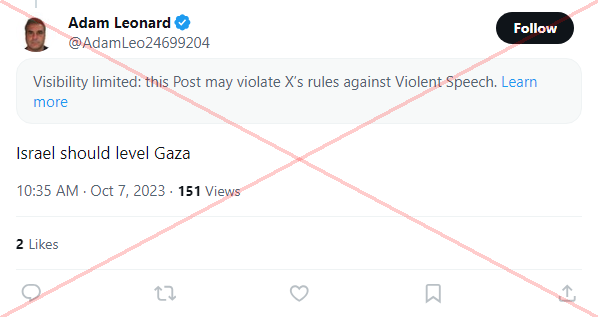 Adam Leonard
@AdamLeo24699204
Follow
Visibility limited: this Post may violate X's rules against Violent Speech. Learn
more
Israel should level Gaza
10:35 AM · Oct 7, 2023 · 151 Views
2 Likes